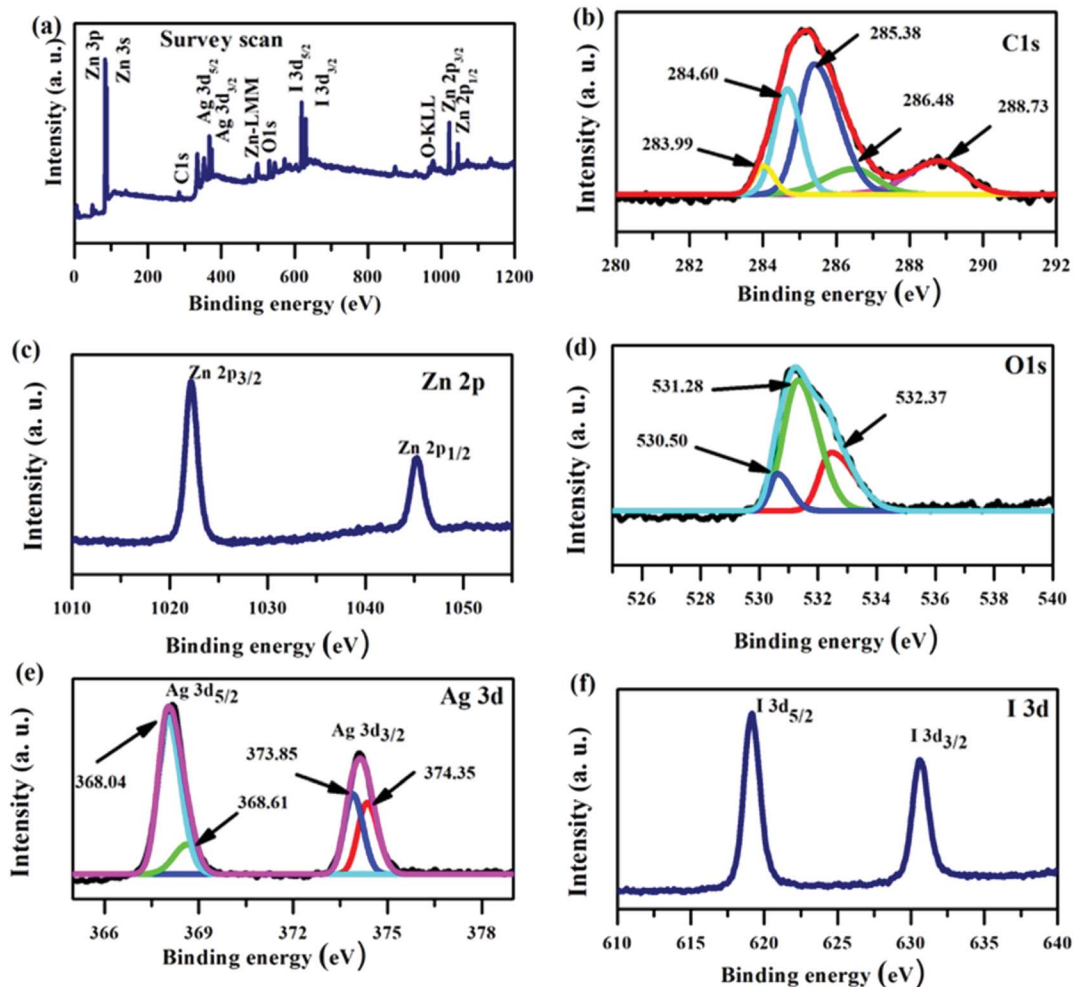 (a)
Survey scan
Zn 3p
Zn 3s
C1s
Ag 3d5/2
Ag 3d3/2
Zn-LMM
O1s
I 3d5/2
I 3d3/2
O-KLL
Zn 2p3/2
Zn 2p1/2
Intensity (a. u.)
0 200 400 600 800 1000 1200
Binding energy (eV)
(b)
C1s
285.38
284.60
286.48
288.73
283.99
Intensity (a. u.)
280 282 284 286 288 290 292
Binding energy (eV)
(c)
Zn 2p3/2
Zn 2p
Zn 2p1/2
Intensity (a. u.)
1010 1020 1030 1040 1050
Binding energy (eV)
(d)
O1s
531.28
532.37
530.50
Intensity (a. u.)
526 528 530 532 534 536 538 540
Binding energy (eV)
(e)
Ag 3d5/2
Ag 3d
Ag 3d3/2
373.85
374.35
368.04
368.61
Intensity (a. u.)
366 369 372 375 378
Binding energy (eV)
(f)
I 3d5/2
I 3d
I 3d3/2
Intensity (a. u.)
610 615 620 625 630 635 640
Binding energy (eV)